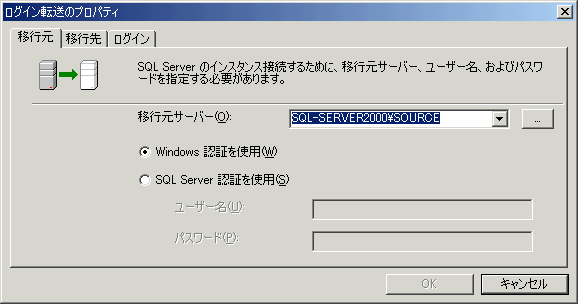 ログイン転送のプロパティ
移行元 移行先 ログイン
SQL Server のインスタンス接続するために、移行元サーバー、ユーザー名、およびパスワ
ードを指定する必要があります。
移行元サーバー(O): SQL-SERVER2000¥SOURCE ...
Windows 認証を使用(W)
SQL Server 認証を使用(S)
ユーザー名(U):
パスワード(P):
OK キャンセル